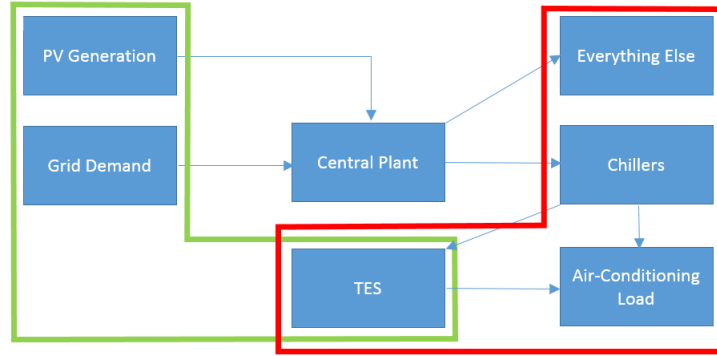 PV Generation
Everything Else
Grid Demand
Central Plant
Chillers
TES
Air-Conditioning
Load